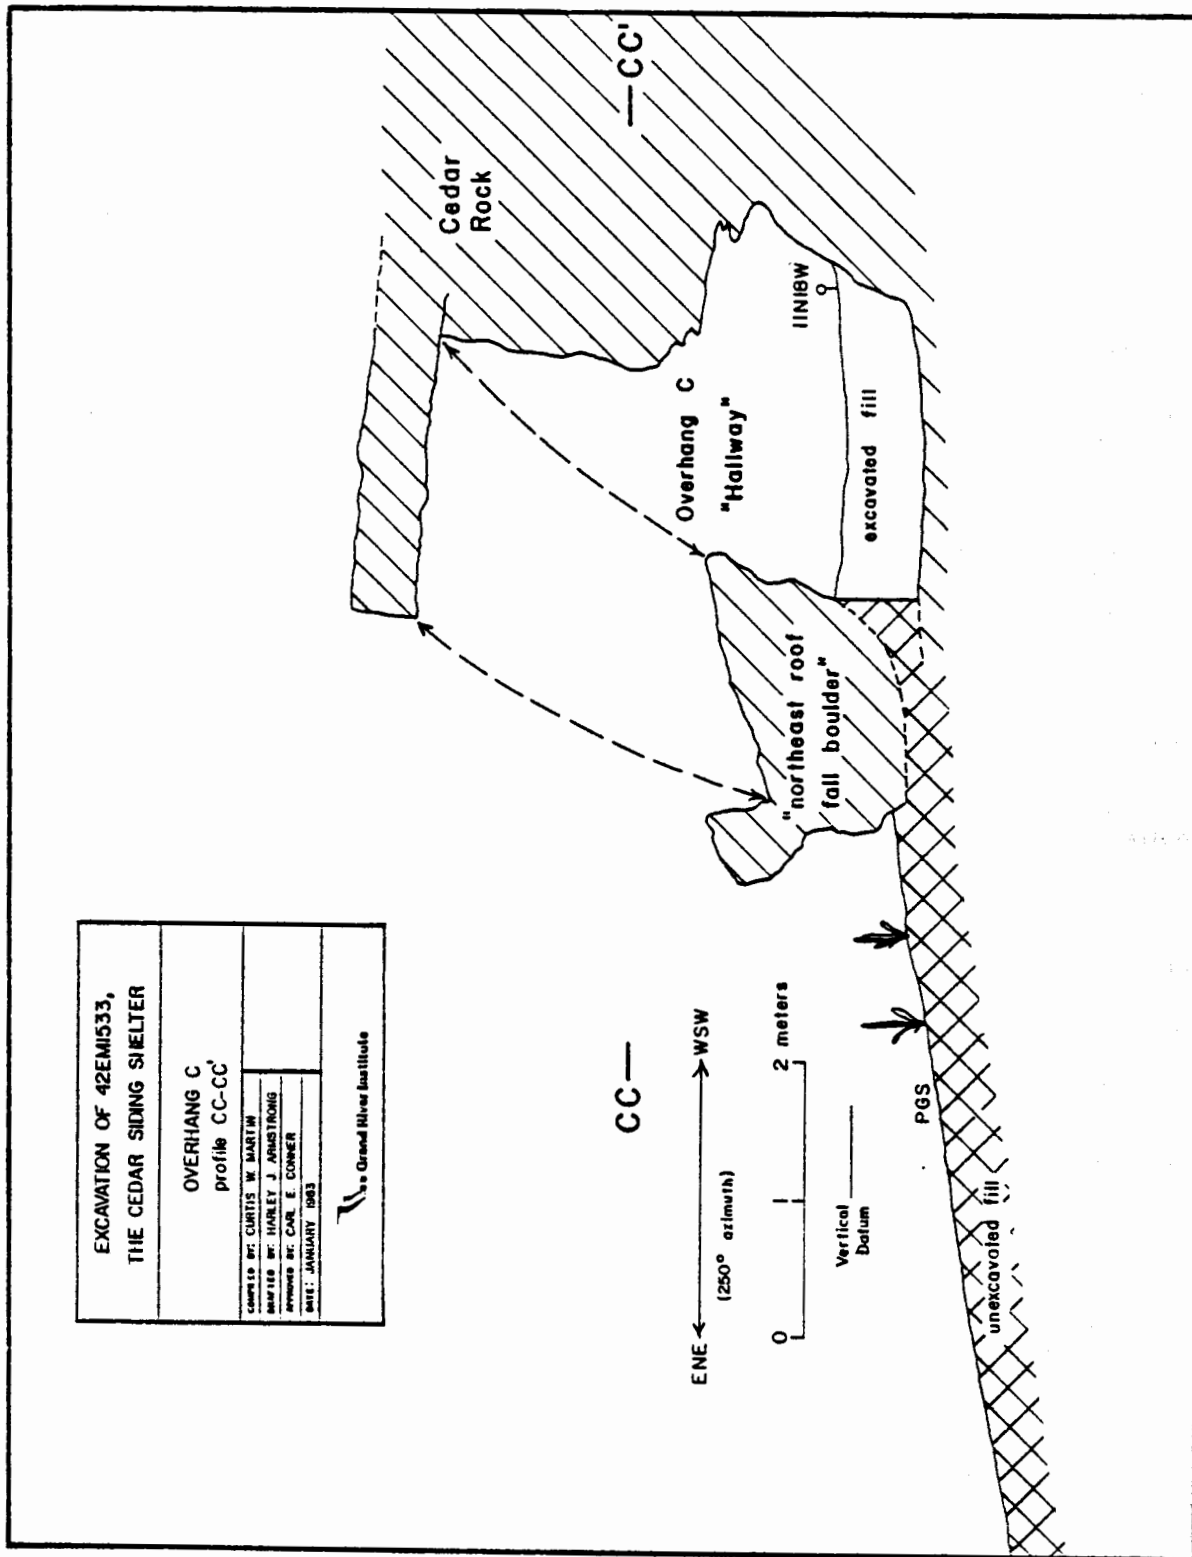 EXCAVATION OF 42EM1533,
THE CEDAR SIDING SHELTER
OVERHANG C
profile CC-CC'
COMPILED BY: CURTIS W. MARTIN
DRAFTED BY: HARLEY J. ARMSTRONG
APPROVED BY: CARL E. CONNER
DATE: JANUARY 1983
Grand River Institute
CC—
ENE
WSW
(250° azimuth)
0
1
2 meters
Vertical
Datum
PGS
unexcavated fill
"northeast roof
fall boulder"
Overhang C
"Hallway"
excavated fill
11N18W
Cedar
Rock
—CC'